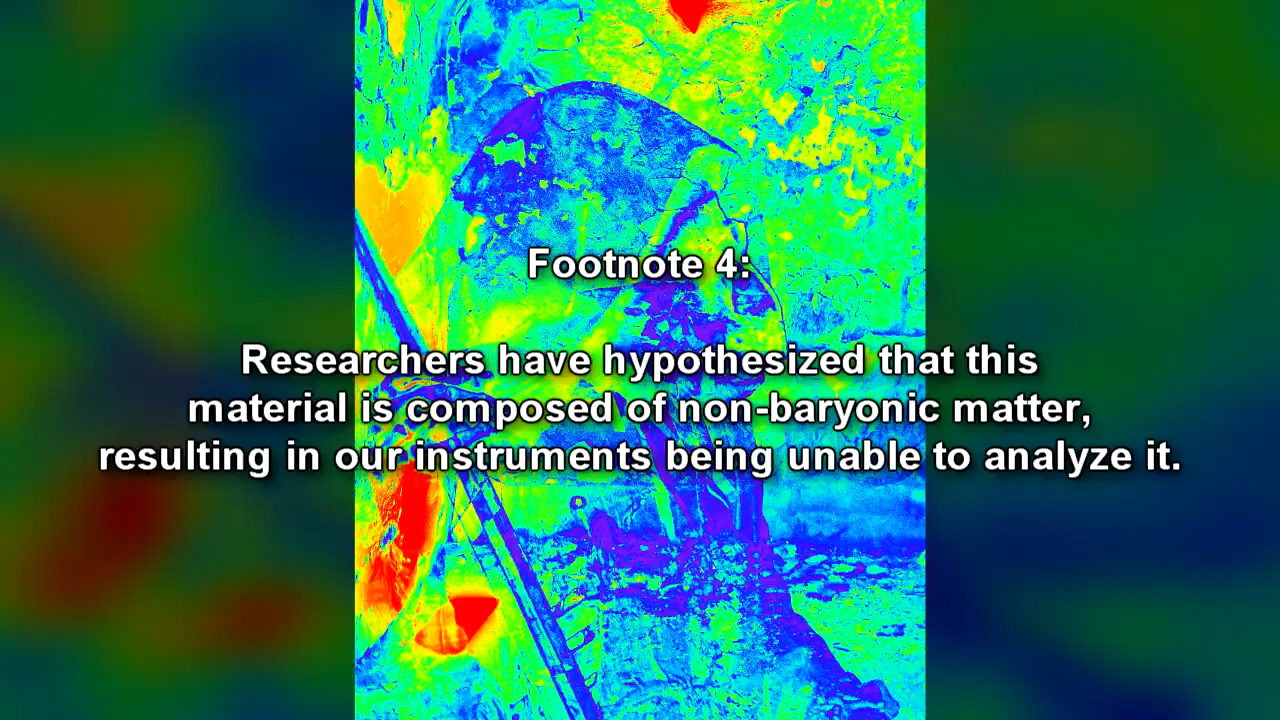 Footnote 4:
Researchers have hypothesized that this
material is composed of non-baryonic matter,
resulting in our instruments being unable to analyze it.